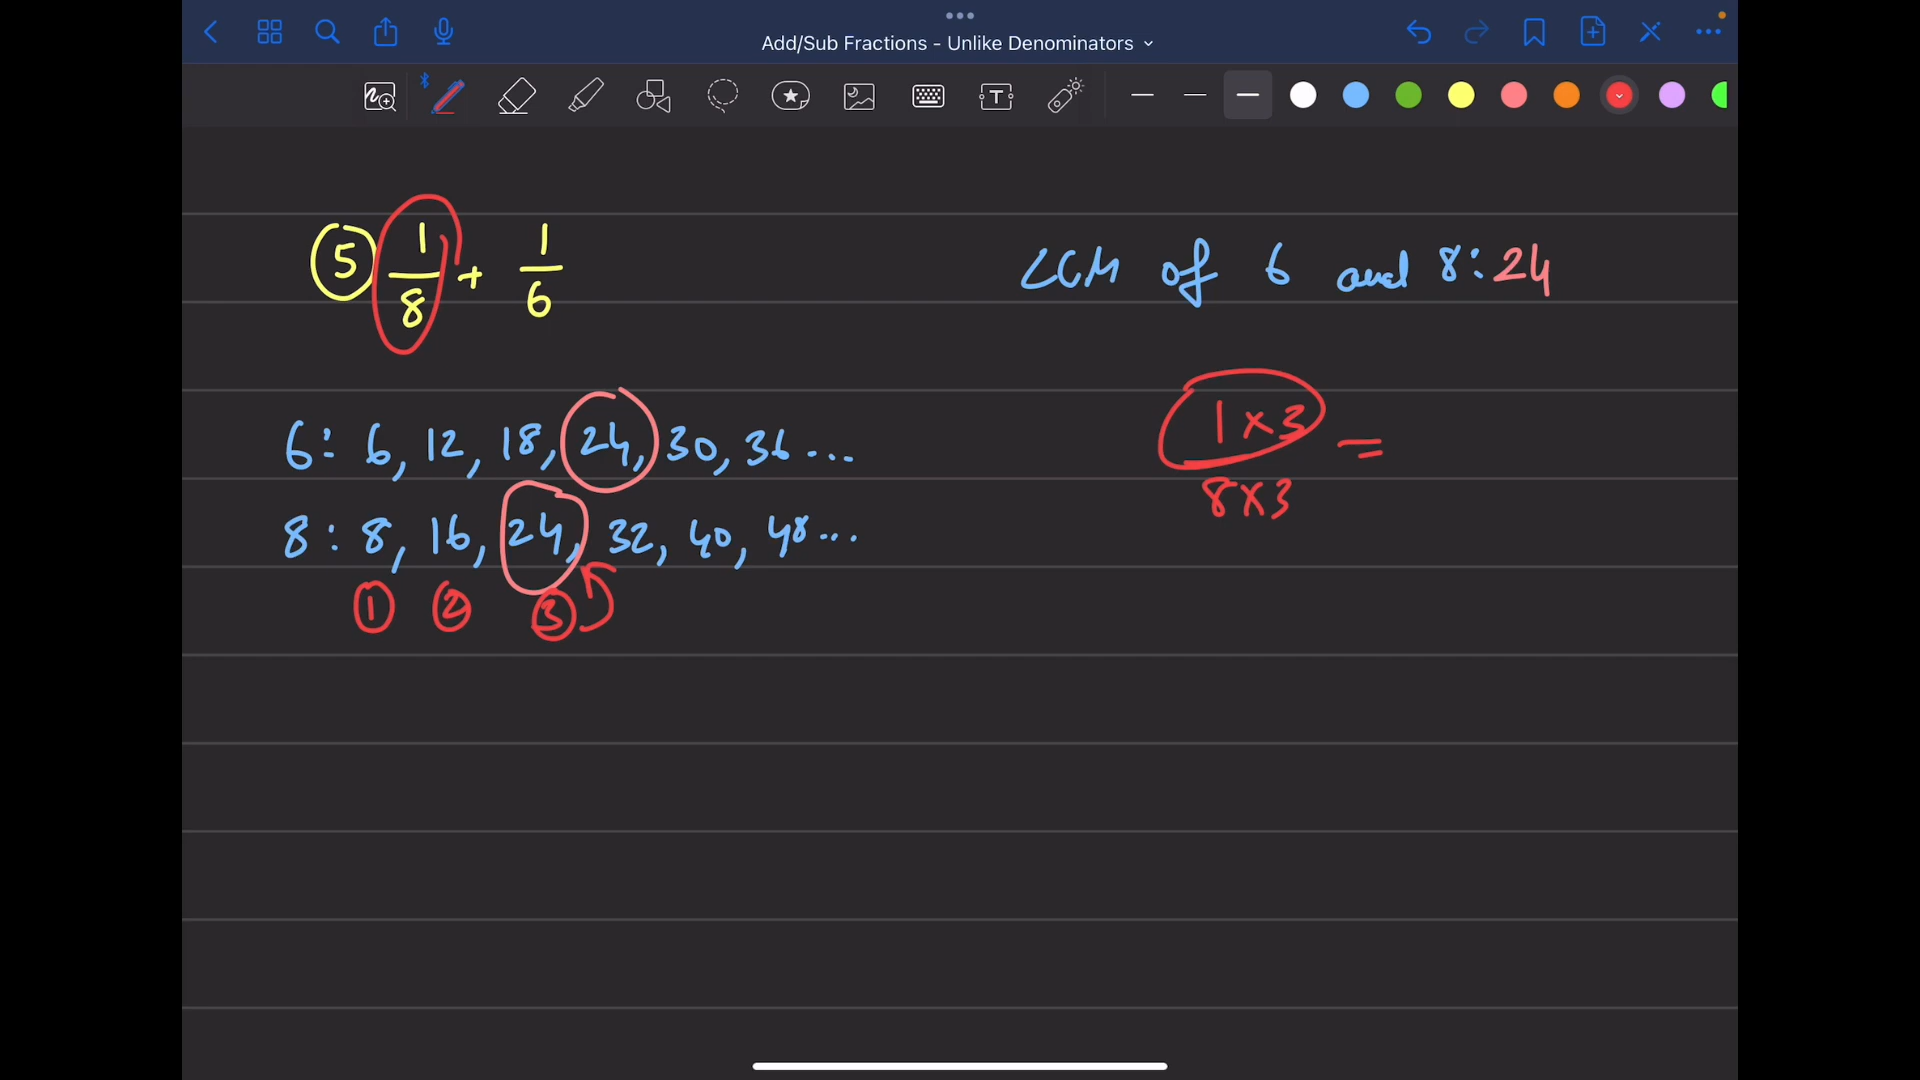 Add/Sub Fractions - Unlike Denominators
T
⑤ 1/8 + 1/6
LCM of 6 and 8: 24
6: 6, 12, 18, 24, 30, 36...
8: 8, 16, 24, 32, 40, 48...
① ② ③
1 × 3 =
8 × 3